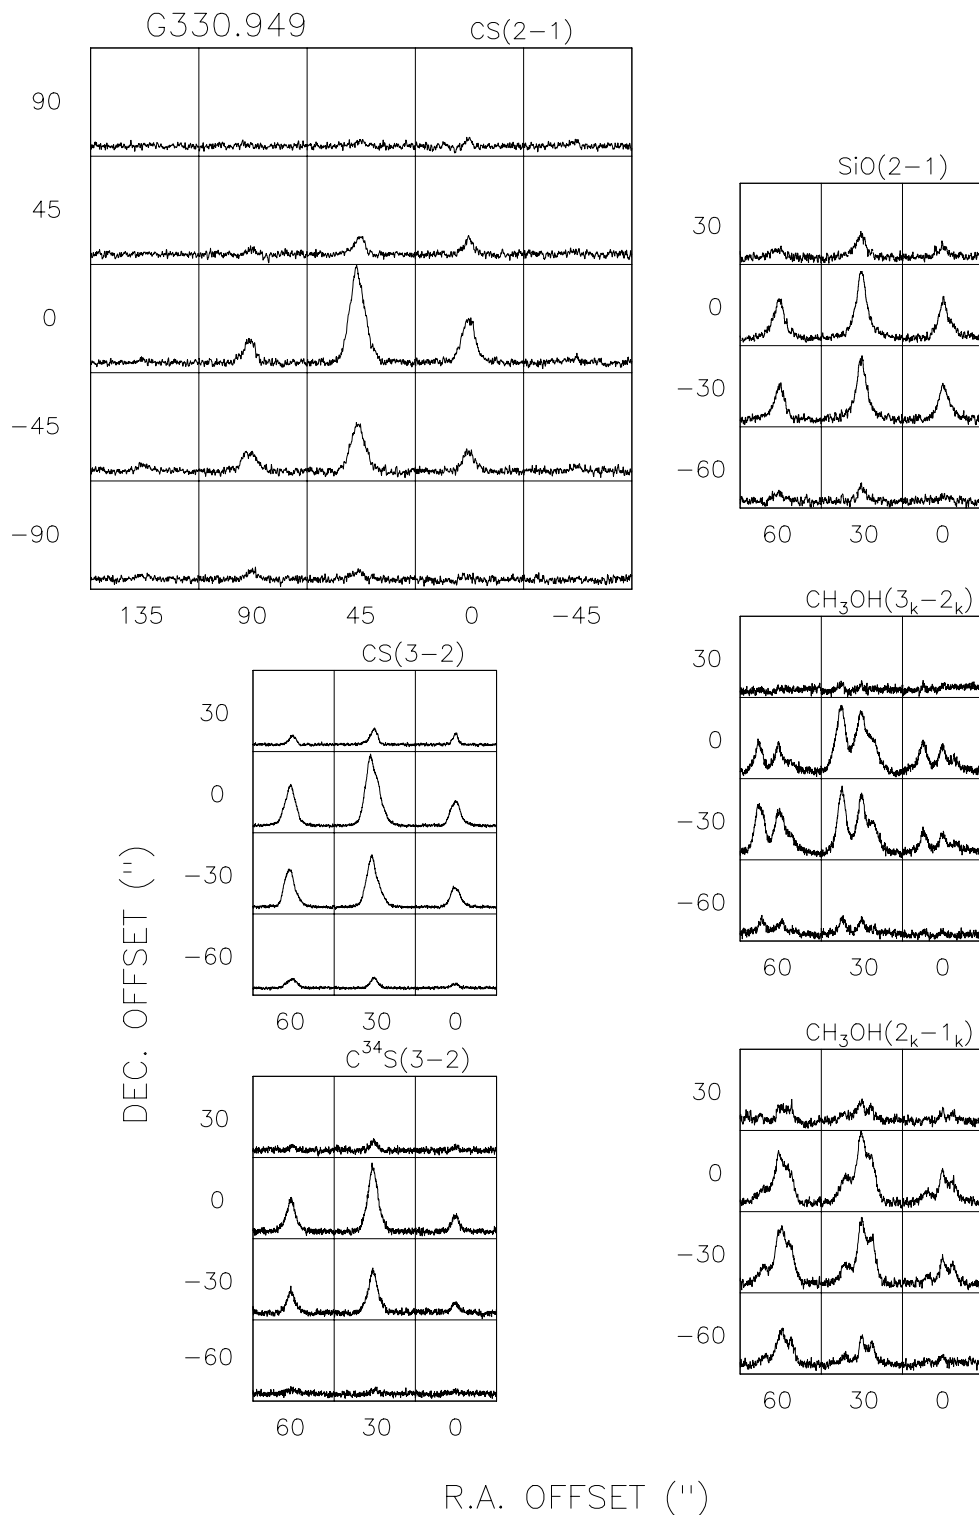 G330.949 CS(2−1)
90
45
0
−45
−90
135 90 45 0 −45
SiO(2−1)
30
0
−30
−60
60 30 0
CS(3−2)
30
0
−30
−60
60 30 0
CH₃OH(3ₖ−2ₖ)
30
0
−30
−60
60 30 0
C³⁴S(3−2)
30
0
−30
−60
60 30 0
CH₃OH(2ₖ−1ₖ)
30
0
−30
−60
60 30 0
DEC. OFFSET ('')
R.A. OFFSET ('')